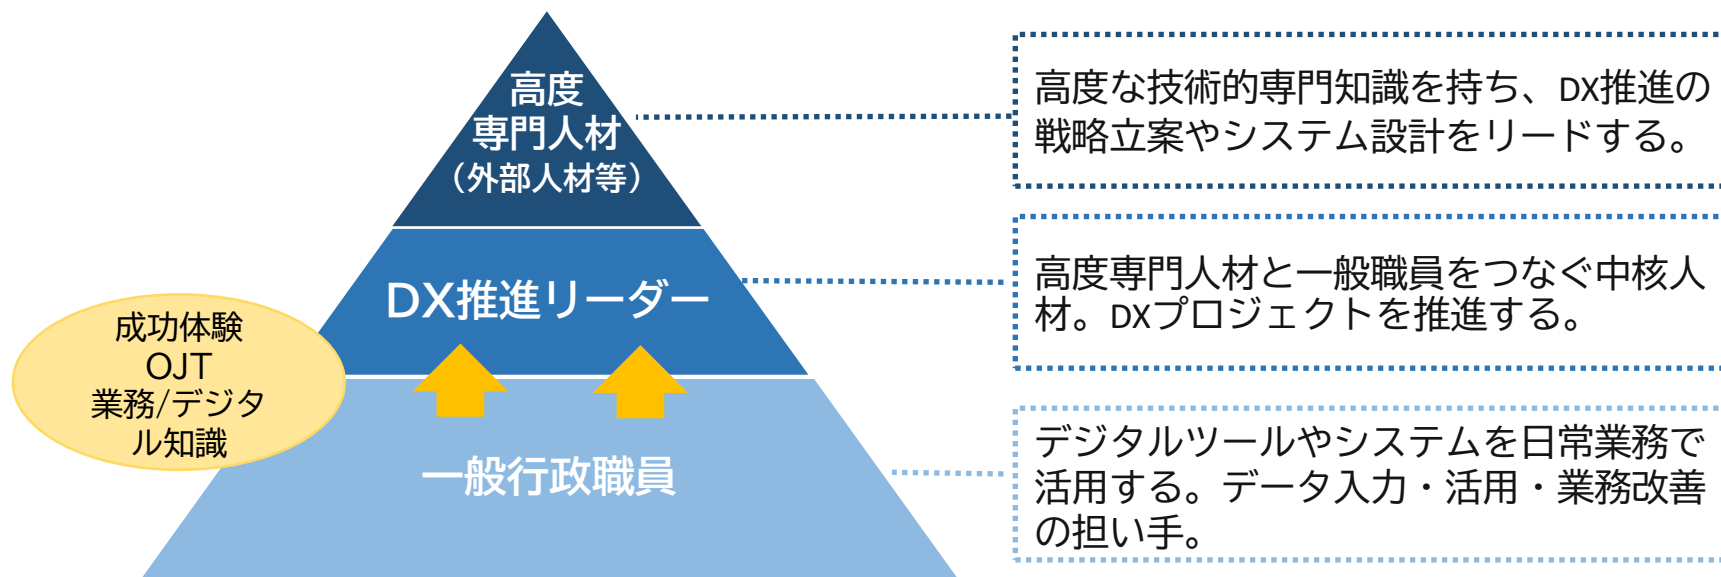 高度
専門人材
（外部人材等）
高度な技術的専門知識を持ち、DX推進の
戦略立案やシステム設計をリードする。
DX推進リーダー
高度専門人材と一般職員をつなぐ中核人
材。DXプロジェクトを推進する。
成功体験
OJT
業務/デジタ
ル知識
一般行政職員
デジタルツールやシステムを日常業務で
活用する。データ入力・活用・業務改善
の担い手。